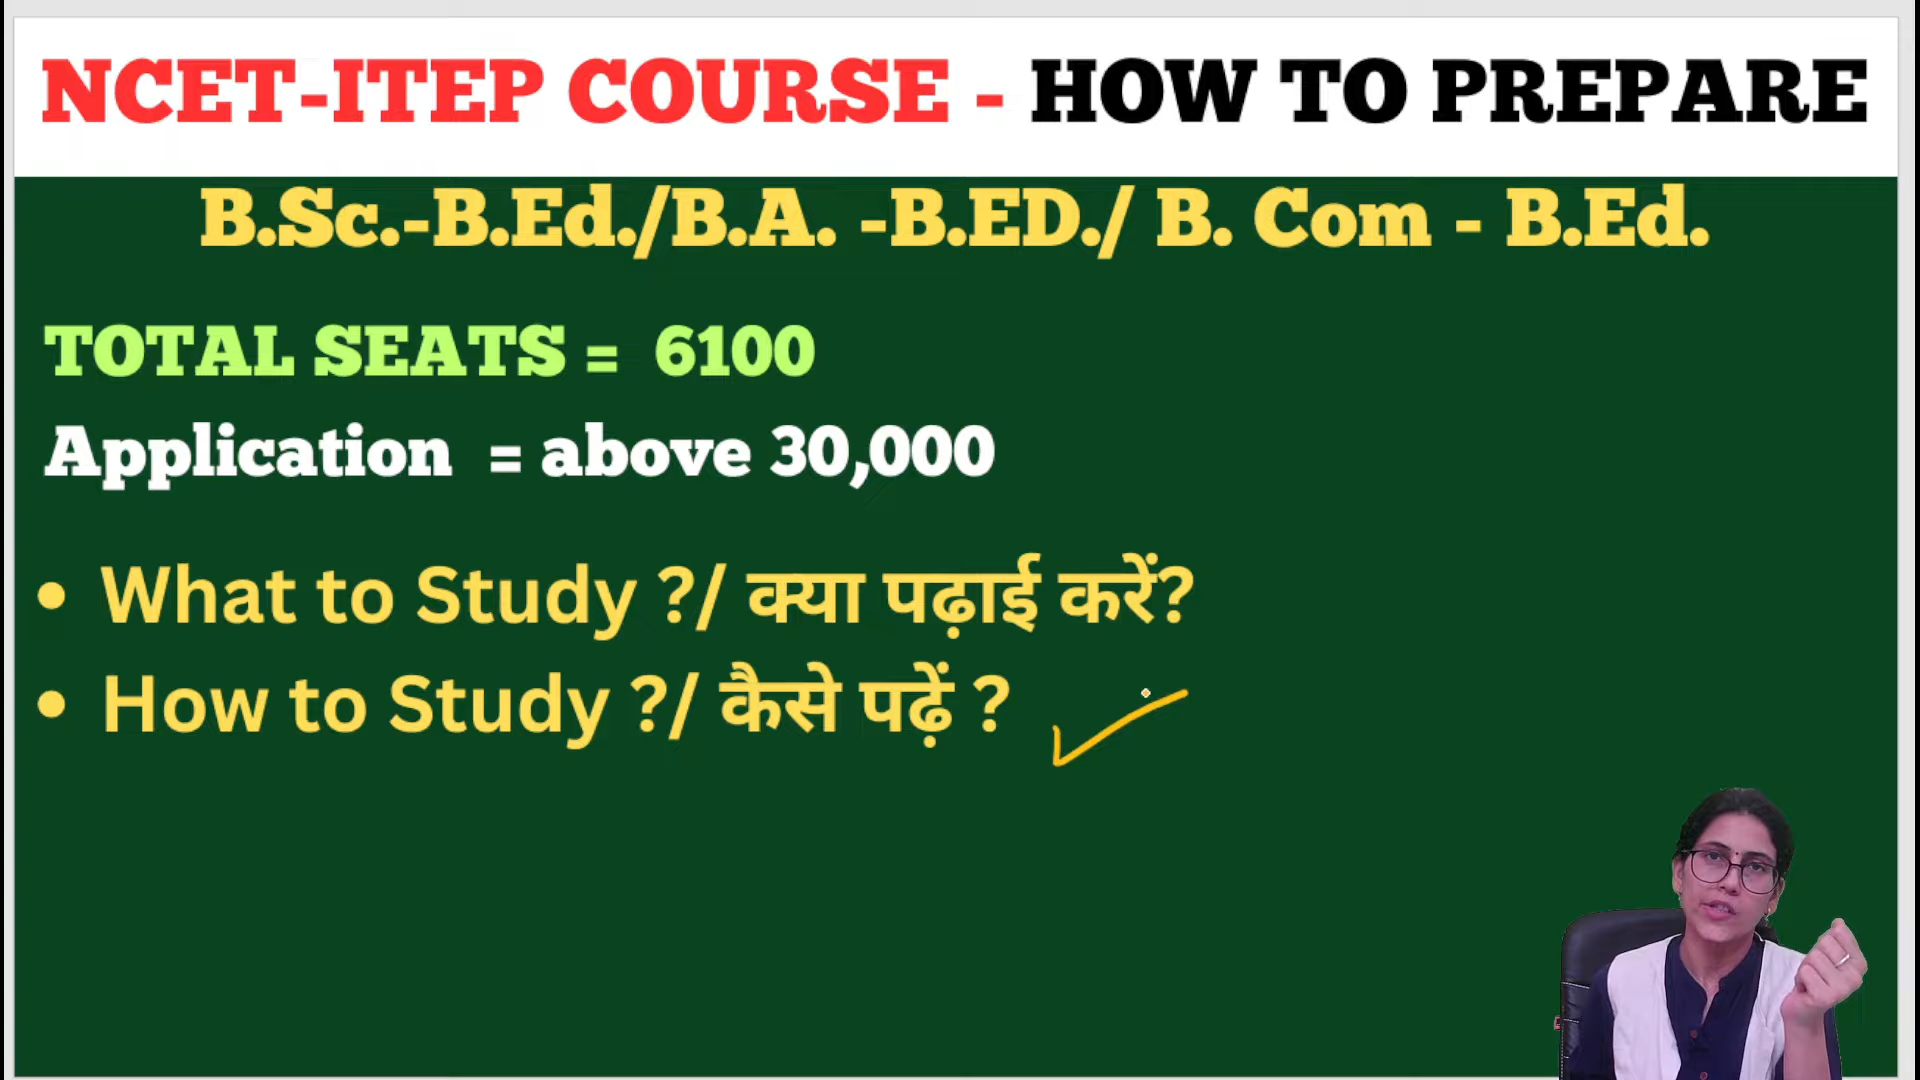 NCET-ITEP COURSE - HOW TO PREPARE
B.Sc.-B.Ed./B.A. -B.ED./ B. Com - B.Ed.
TOTAL SEATS = 6100
Application = above 30,000
• What to Study ?/ क्या पढ़ाई करें?
• How to Study ?/ कैसे पढ़ें ?